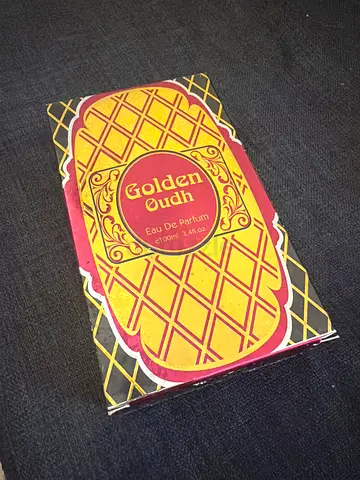 Golden
Oudh
Eau De Parfum
e100ml 3.4fl oz.